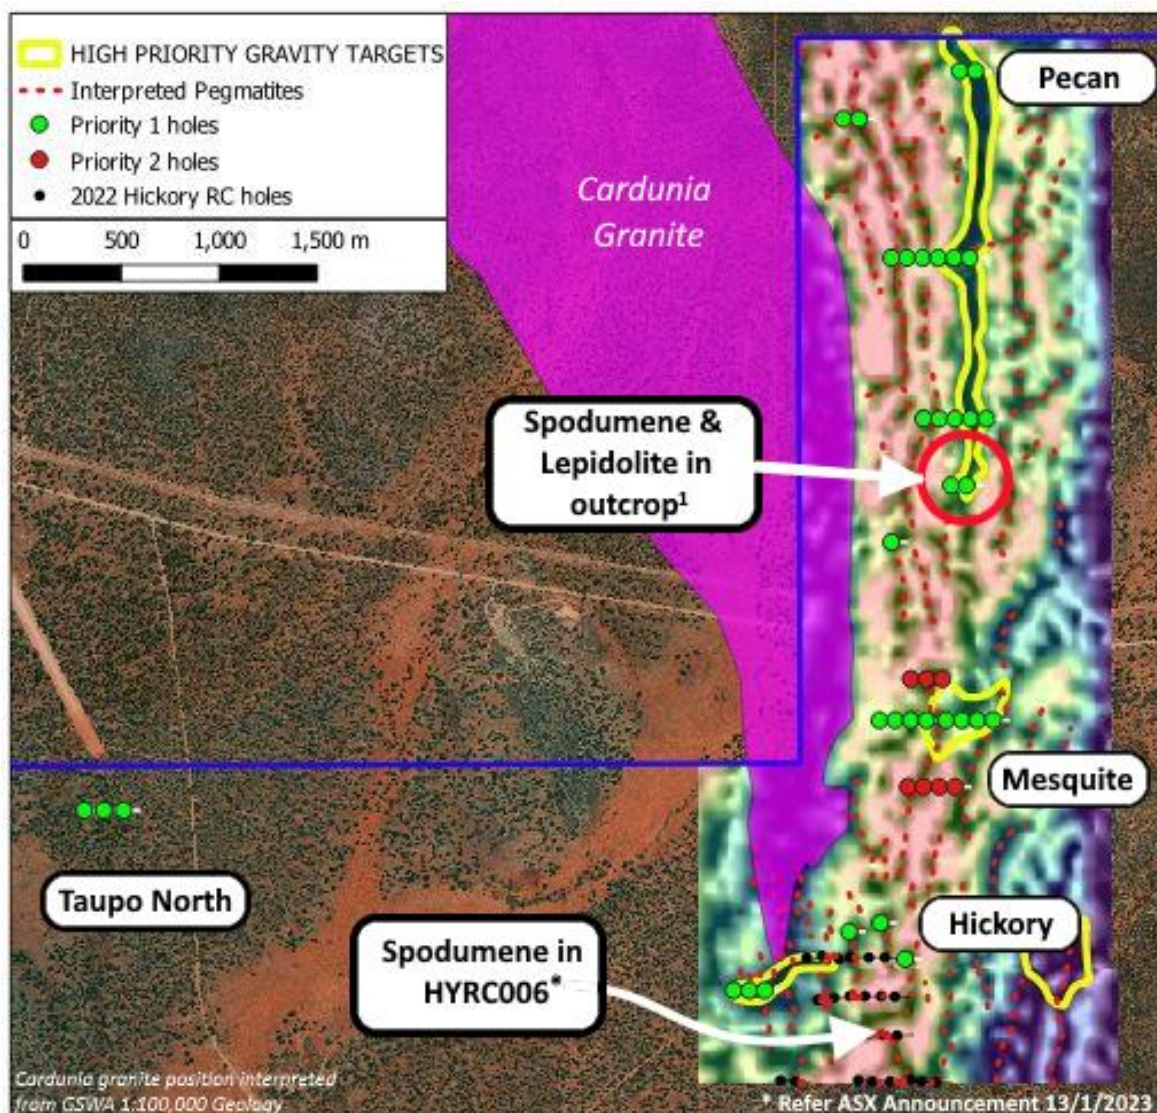 HIGH PRIORITY GRAVITY TARGETS
Interpreted Pegmatites
Priority 1 holes
Priority 2 holes
2022 Hickory RC holes
0 500 1,000 1,500 m
Pecan
Cardunia
Granite
Spodumene &
Lepidolite in
outcrop¹
Mesquite
Taupo North
Hickory
Spodumene in
HYRC006*
Cardunia granite position interpreted
from GSWA 1:100,000 Geology
* Refer ASX Announcement 13/1/2023